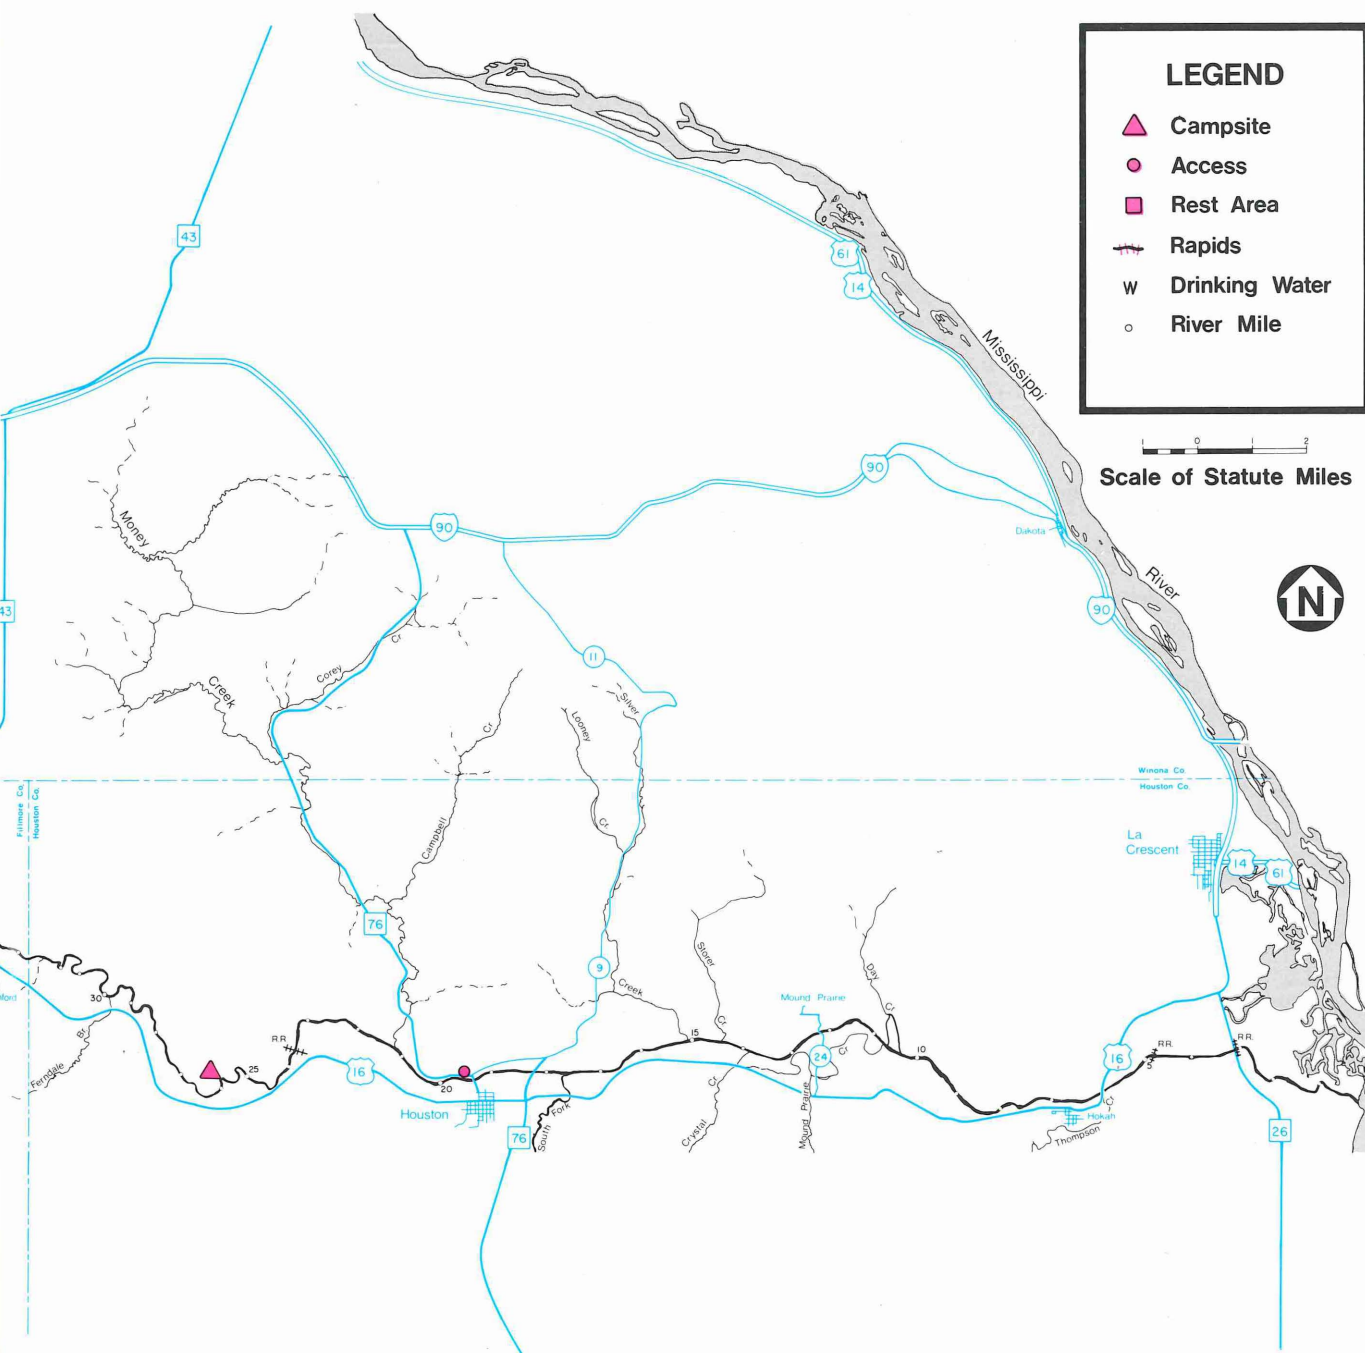 LEGEND
Campsite
Access
Rest Area
Rapids
W Drinking Water
River Mile
1 0 1 2
Scale of Statute Miles
N
43
61
14
Mississippi
River
90
Dakota
90
90
43
Money
Creek
Corey
Cr
11
Silver
Looney
Cr.
Cr.
Campbell
Winona Co.
Houston Co.
Fillmore Co.
Houston Co.
La
Crescent
14
61
76
9
Creek
Storer
Cr.
Day
Cr.
Mound Prairie
24
Cr.
Mound Prairie
Crystal
Cr.
30
Ferndale
Br.
25
R.R.
16
20
Houston
76
South Fork
15
10
16
5
R.R.
R.R.
Hokah
Thompson
Cr.
26